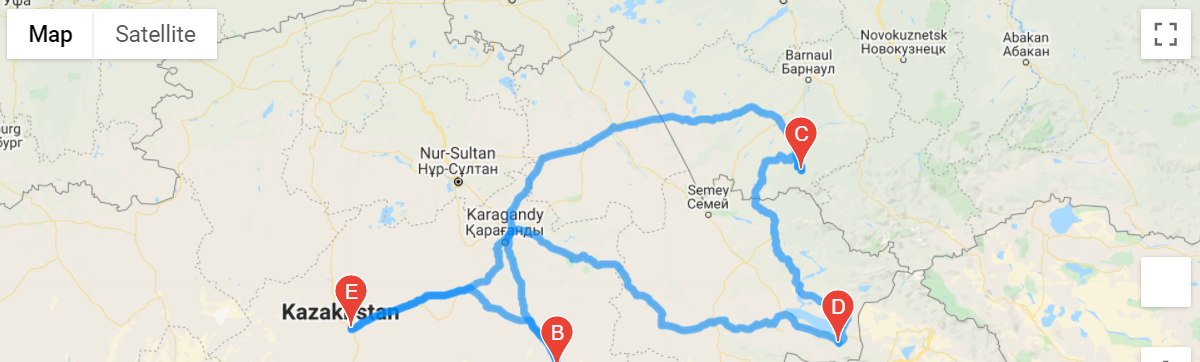 Уфа
Map
Satellite
Novokuznetsk
Новокузнецк
Abakan
Абакан
Barnaul
Барнаул
burg
бург
C
Nur-Sultan
Нұр-Сұлтан
Semey
Семей
Karagandy
Қарағанды
E
D
Kazakhstan
B